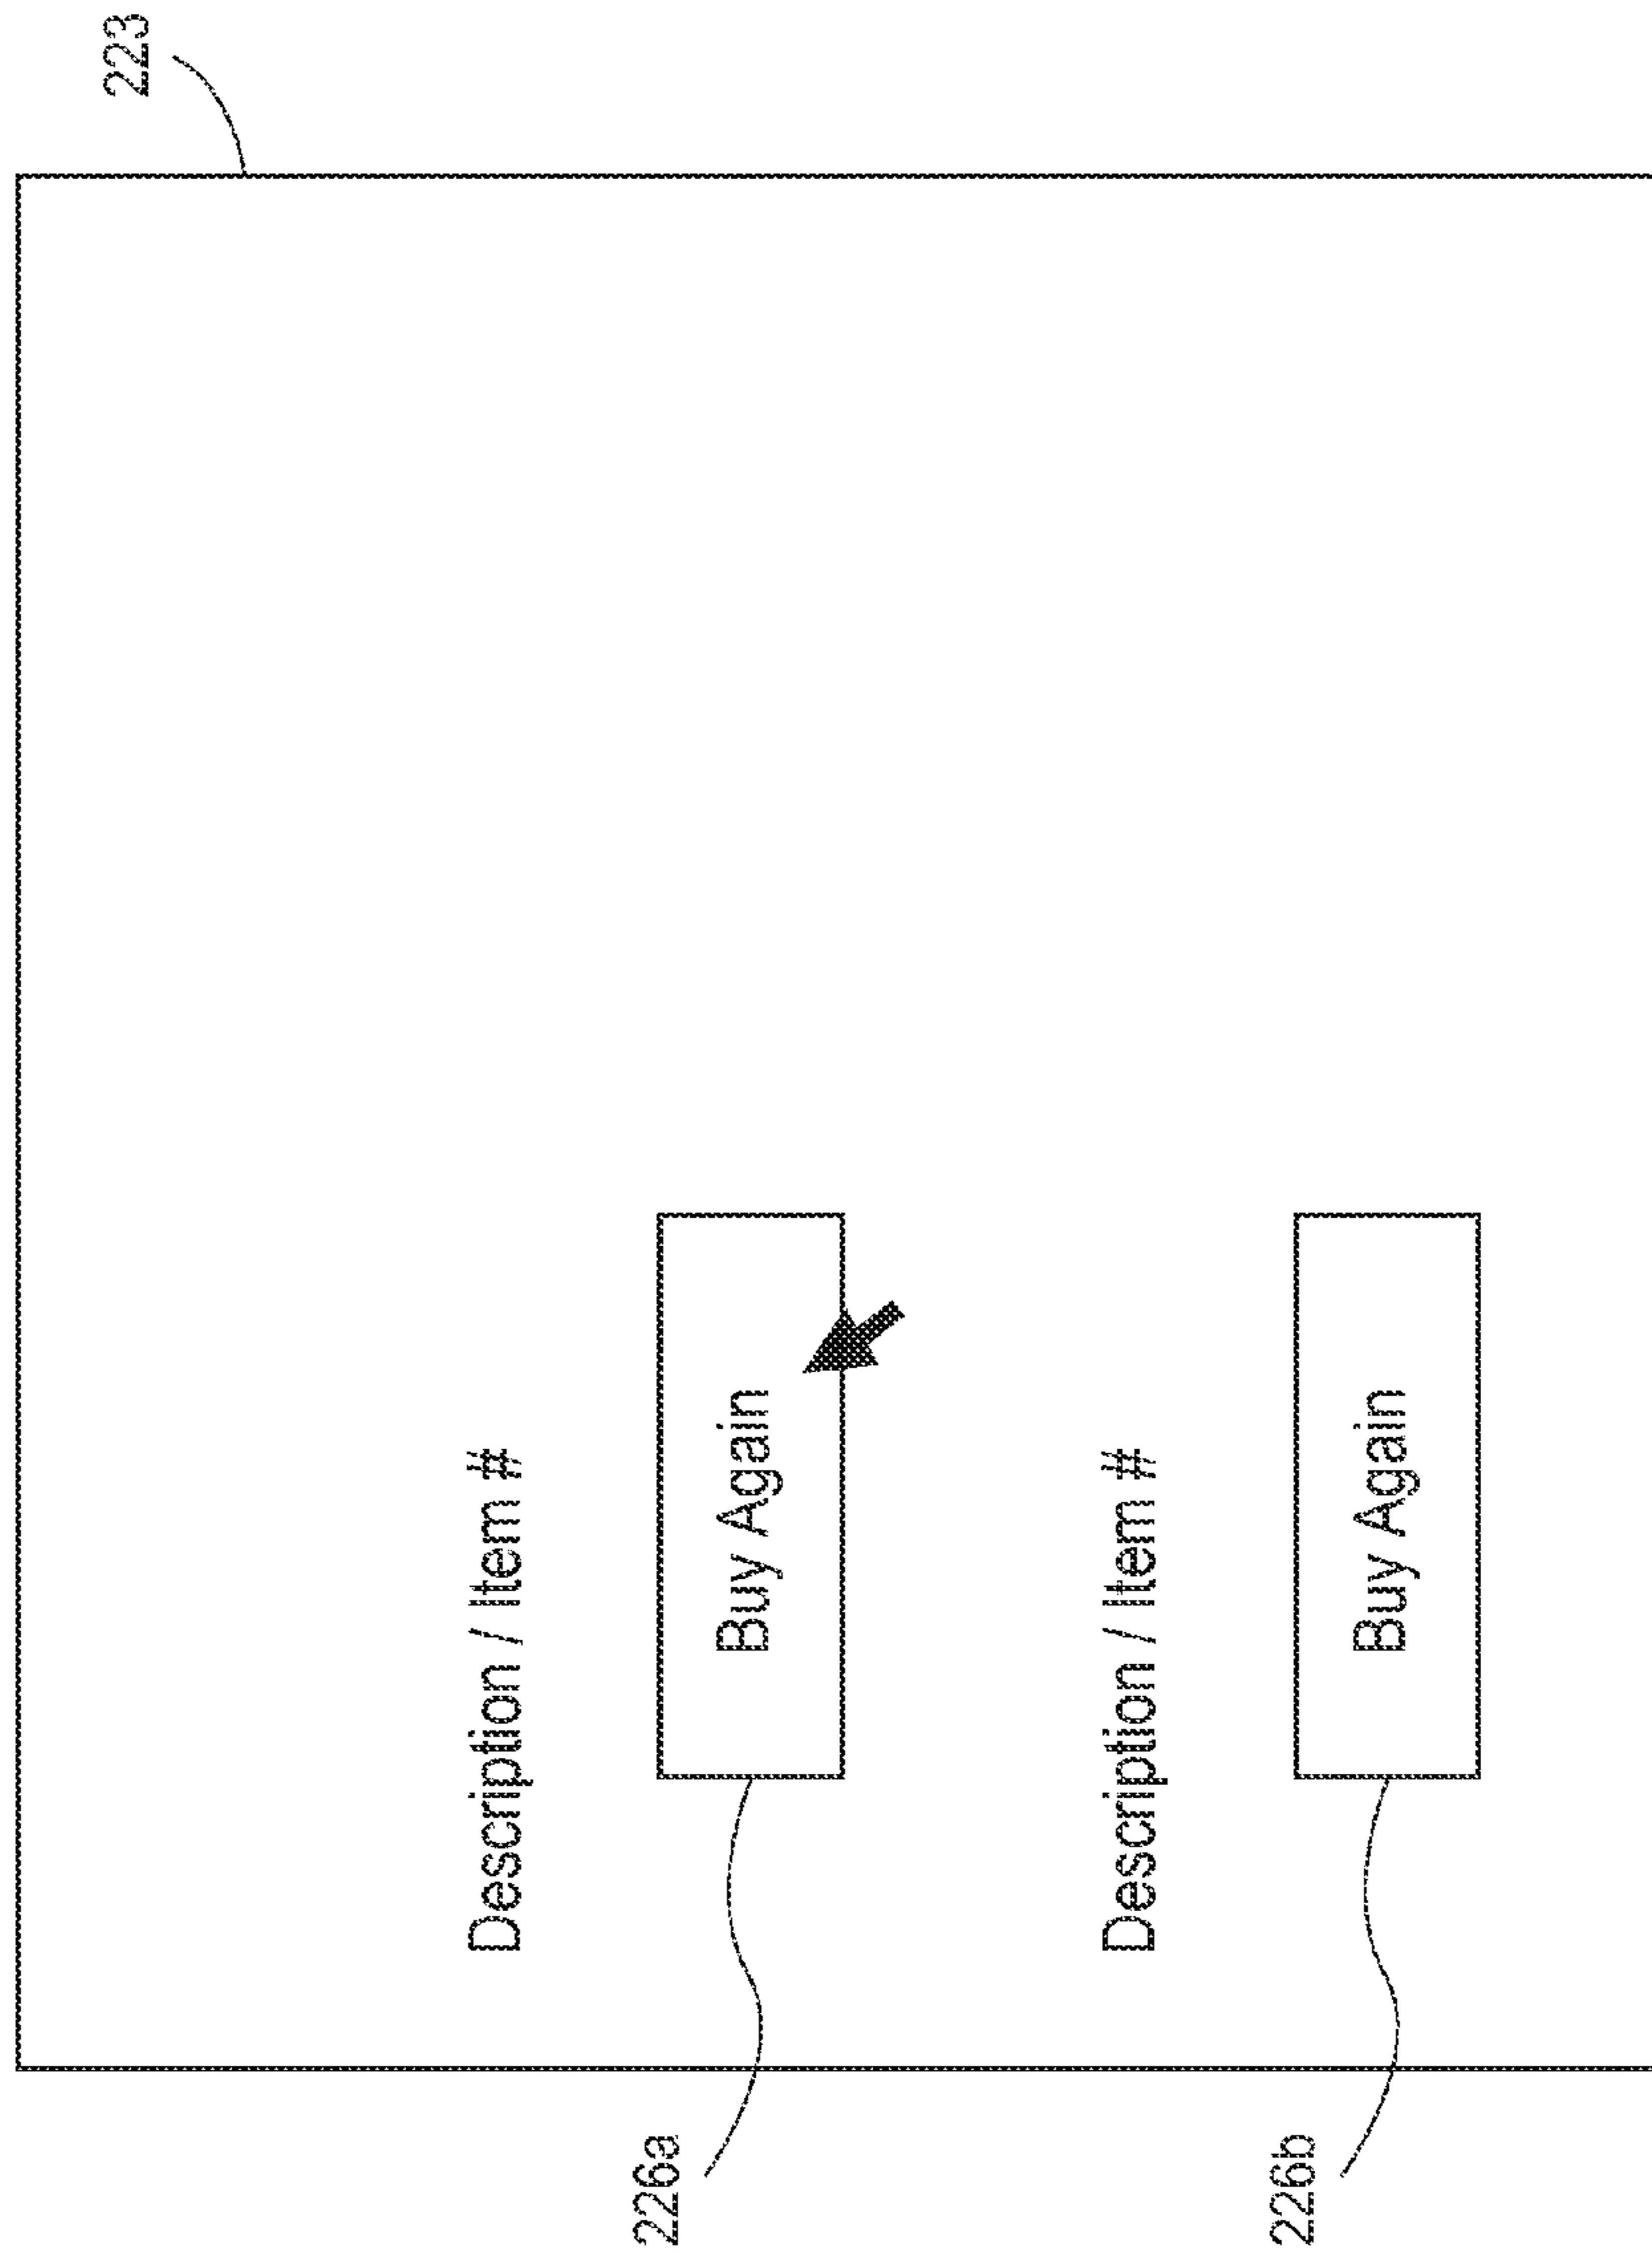 223
Description / Item #
226a
Buy Again
Description / Item #
226b
Buy Again